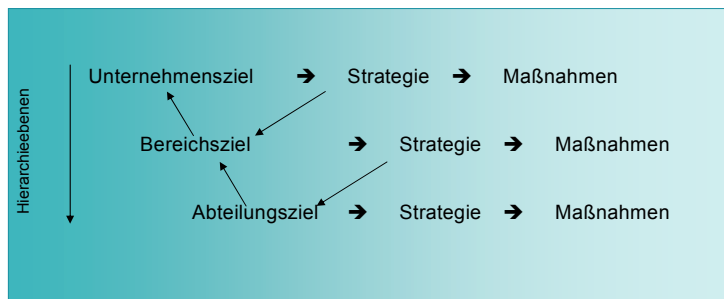 Hierarchieebenen
Unternehmensziel ➔ Strategie ➔ Maßnahmen
Bereichsziel ➔ Strategie ➔ Maßnahmen
Abteilungsziel ➔ Strategie ➔ Maßnahmen